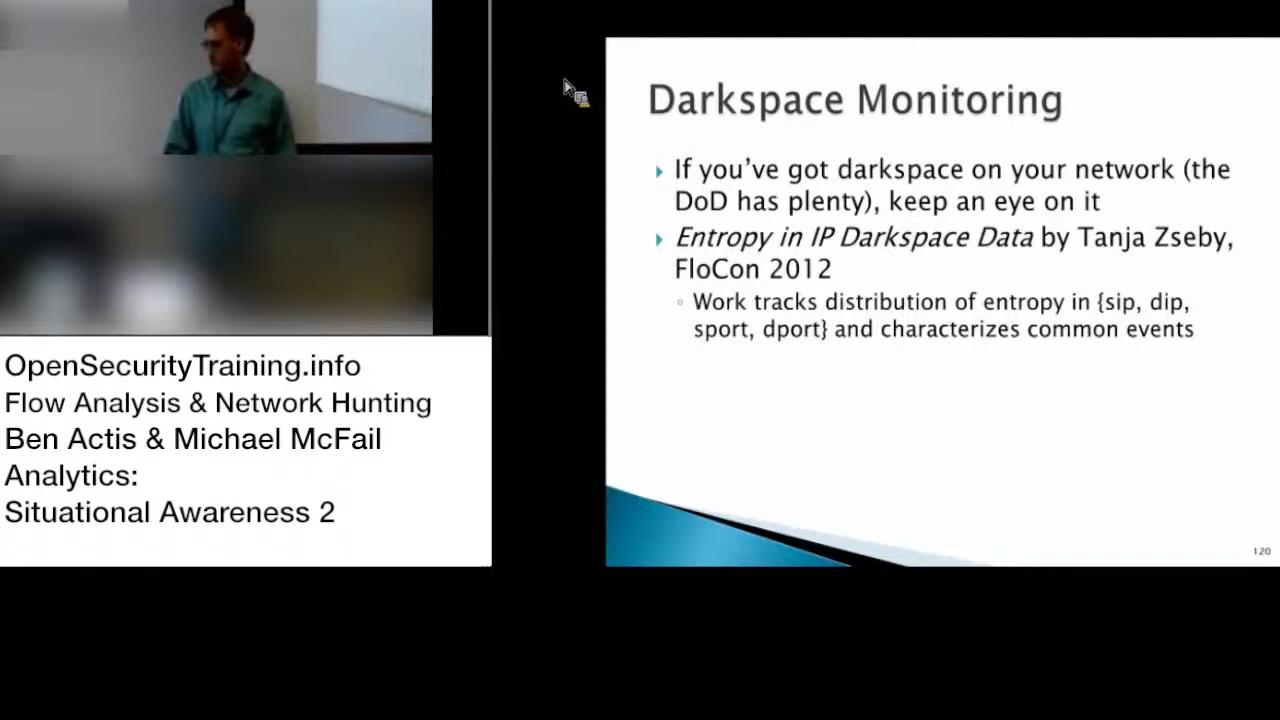 OpenSecurityTraining.info
Flow Analysis & Network Hunting
Ben Actis & Michael McFail
Analytics:
Situational Awareness 2
Darkspace Monitoring
If you've got darkspace on your network (the
DoD has plenty), keep an eye on it
Entropy in IP Darkspace Data by Tanja Zseby,
FloCon 2012
Work tracks distribution of entropy in {sip, dip,
sport, dport} and characterizes common events
120